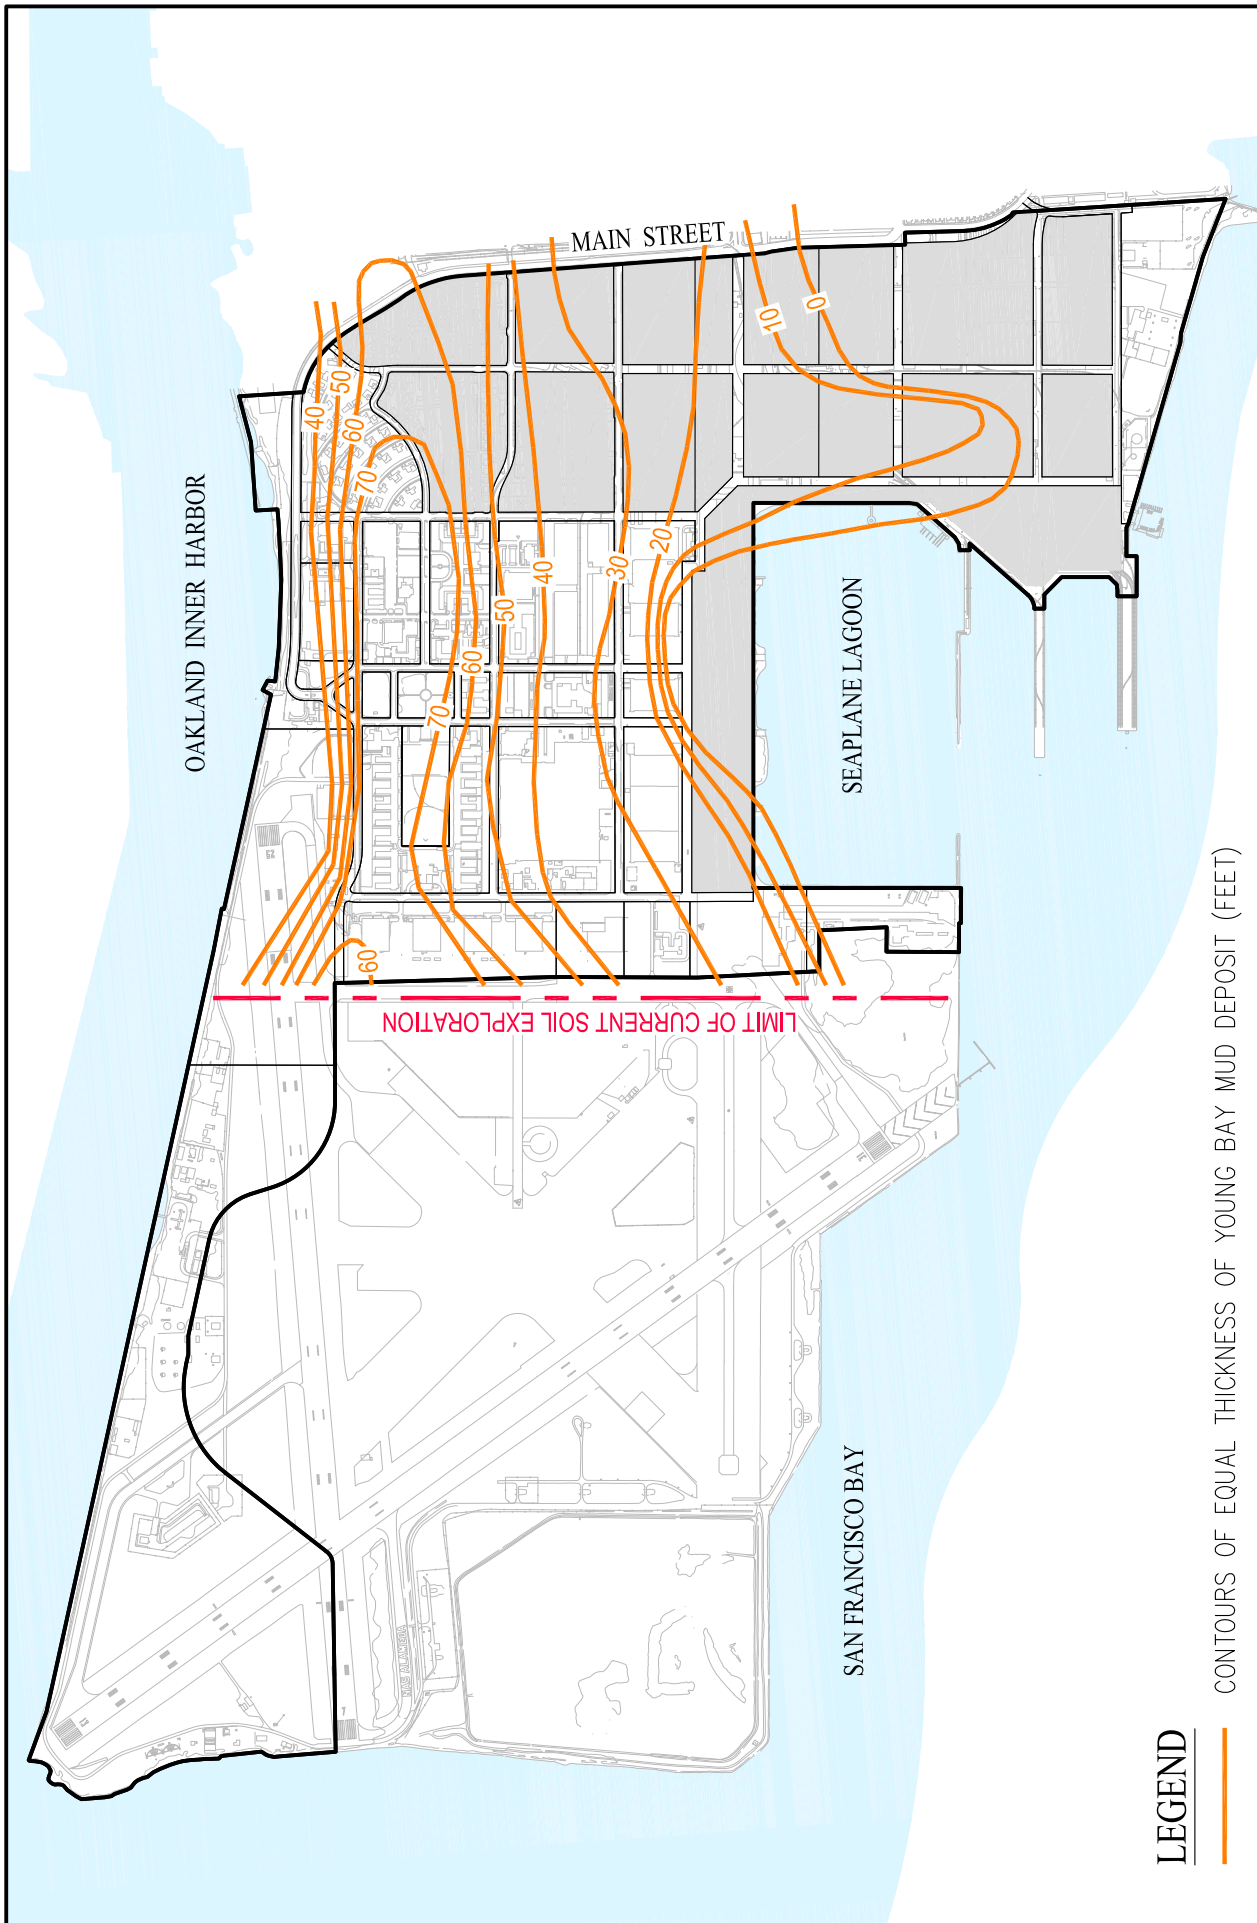 OAKLAND INNER HARBOR
MAIN STREET
40
50
60
70
0
10
20
30
40
50
60
70
60
SEAPLANE LAGOON
LIMIT OF CURRENT SOIL EXPLORATION
SAN FRANCISCO BAY
NAS ALAMEDA
LEGEND
CONTOURS OF EQUAL THICKNESS OF YOUNG BAY MUD DEPOSIT (FEET)